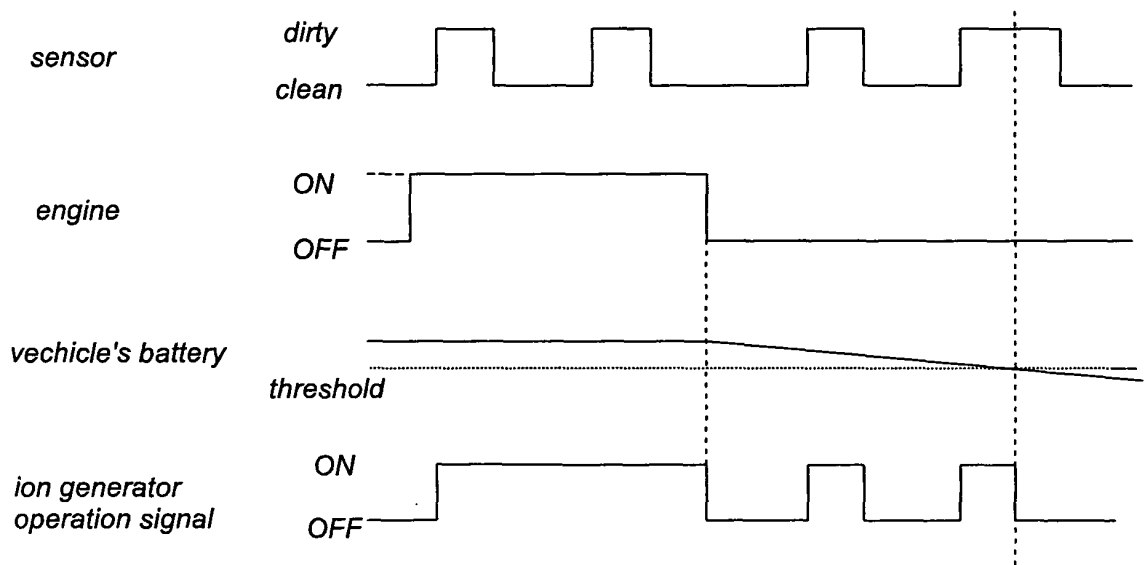 dirty
sensor
clean
ON
engine
OFF
vechicle's battery
threshold
ON
ion generator
operation signal
OFF